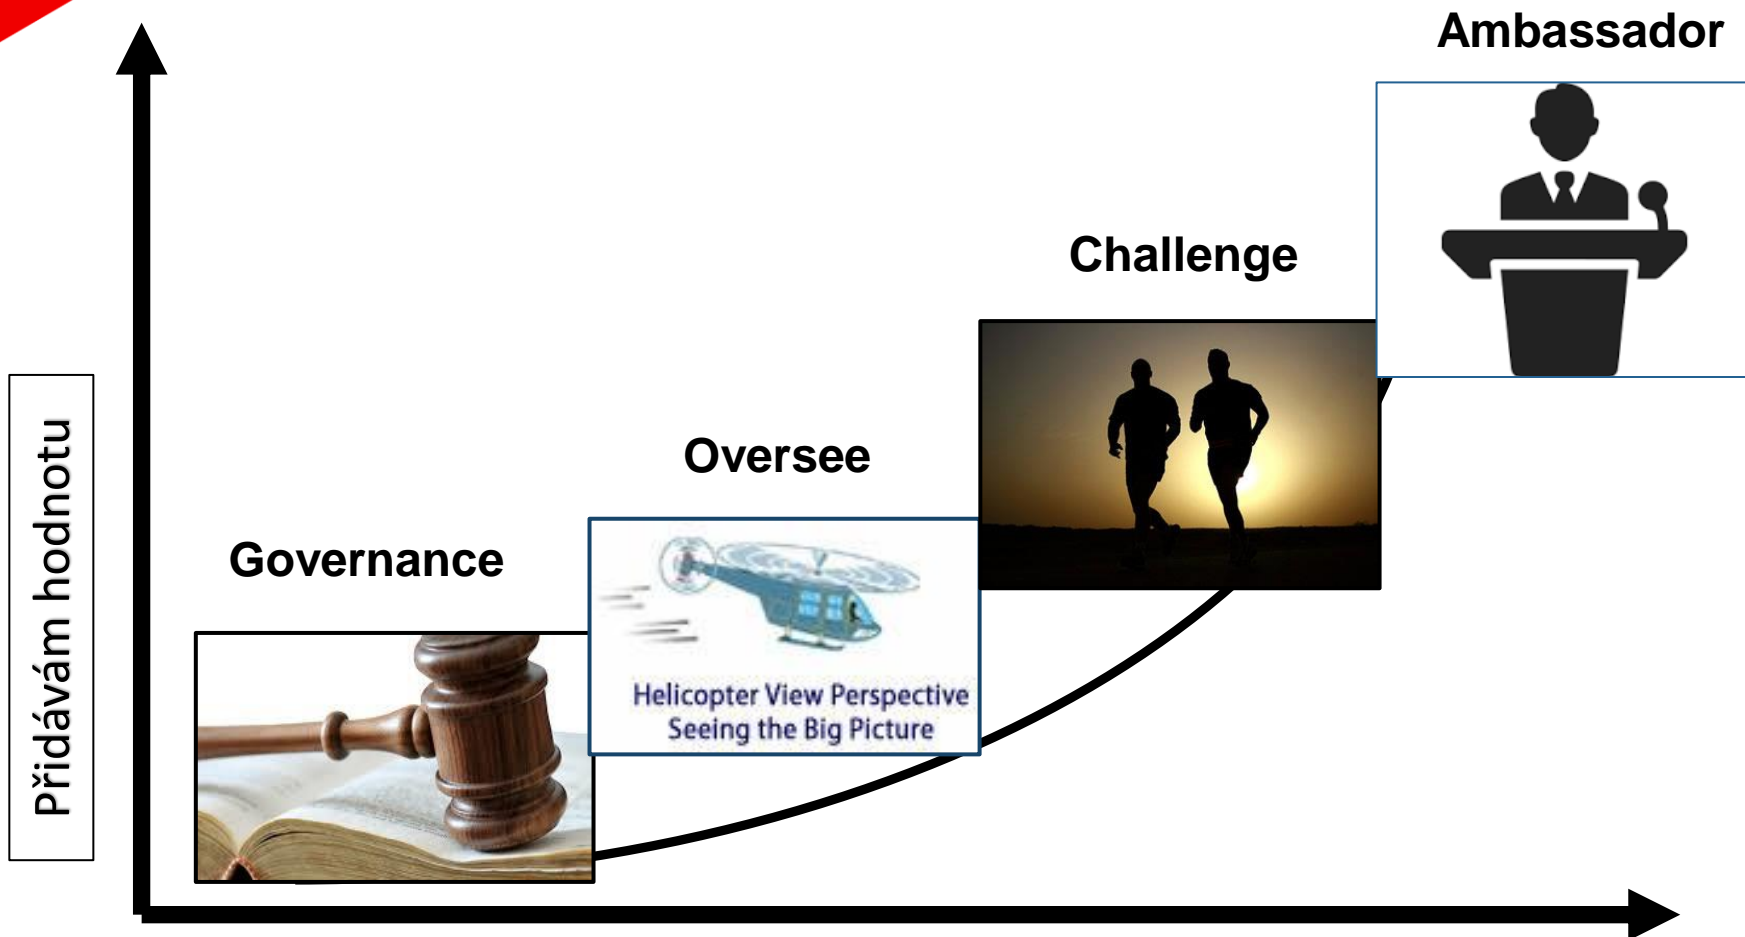 Ambassador
Challenge
Oversee
Governance
Helicopter View Perspective
Seeing the Big Picture
Přidávám hodnotu